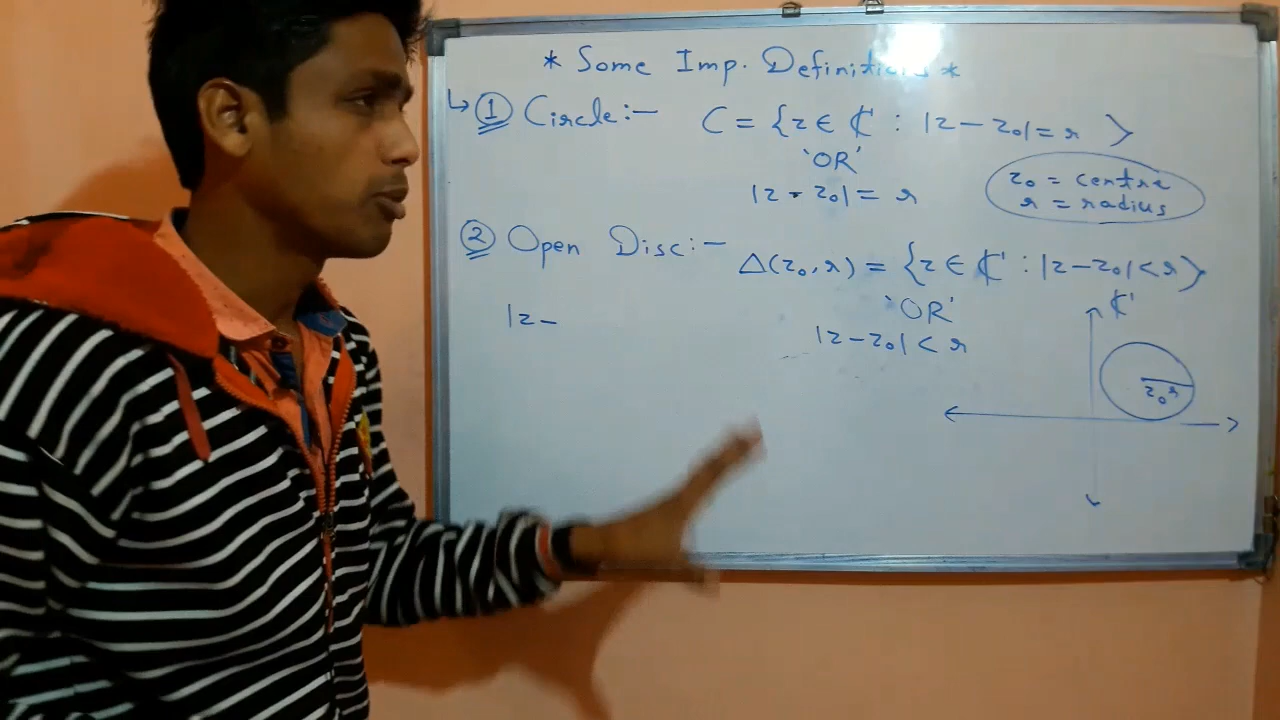 * Some Imp. Definitions *
↳ ① Circle:- C = {z ∈ ₵ : |z - z₀| = r }
'OR'
|z - z₀| = r
z₀ = centre
r = radius
② Open Disc:- Δ(z₀, r) = {z ∈ ₵ : |z - z₀| < r}
'OR'
|z - z₀| < r
|z -
₵
z₀ r